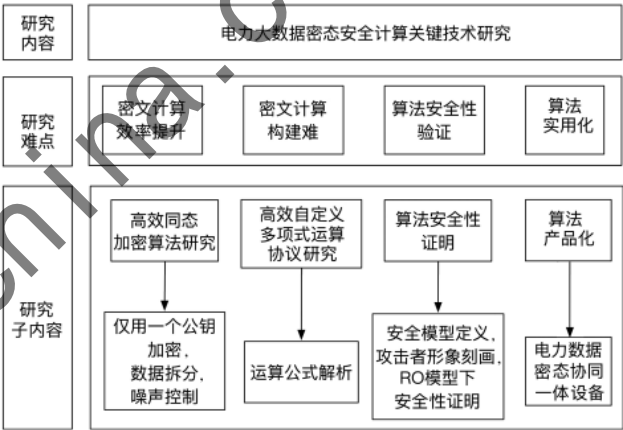 研究
内容
电力大数据密态安全计算关键技术研究
研究
难点
密文计算
效率提升
密文计算
构建难
算法安全性
验证
算法
实用化
研究
子内容
高效同态
加密算法研究
高效自定义
多项式运算
协议研究
算法安全性
证明
算法
产品化
仅用一个公钥
加密，
数据拆分，
噪声控制
运算公式解析
安全模型定义，
攻击者形象刻画，
RO模型下
安全性证明
电力数据
密态协同
一体设备
china.c